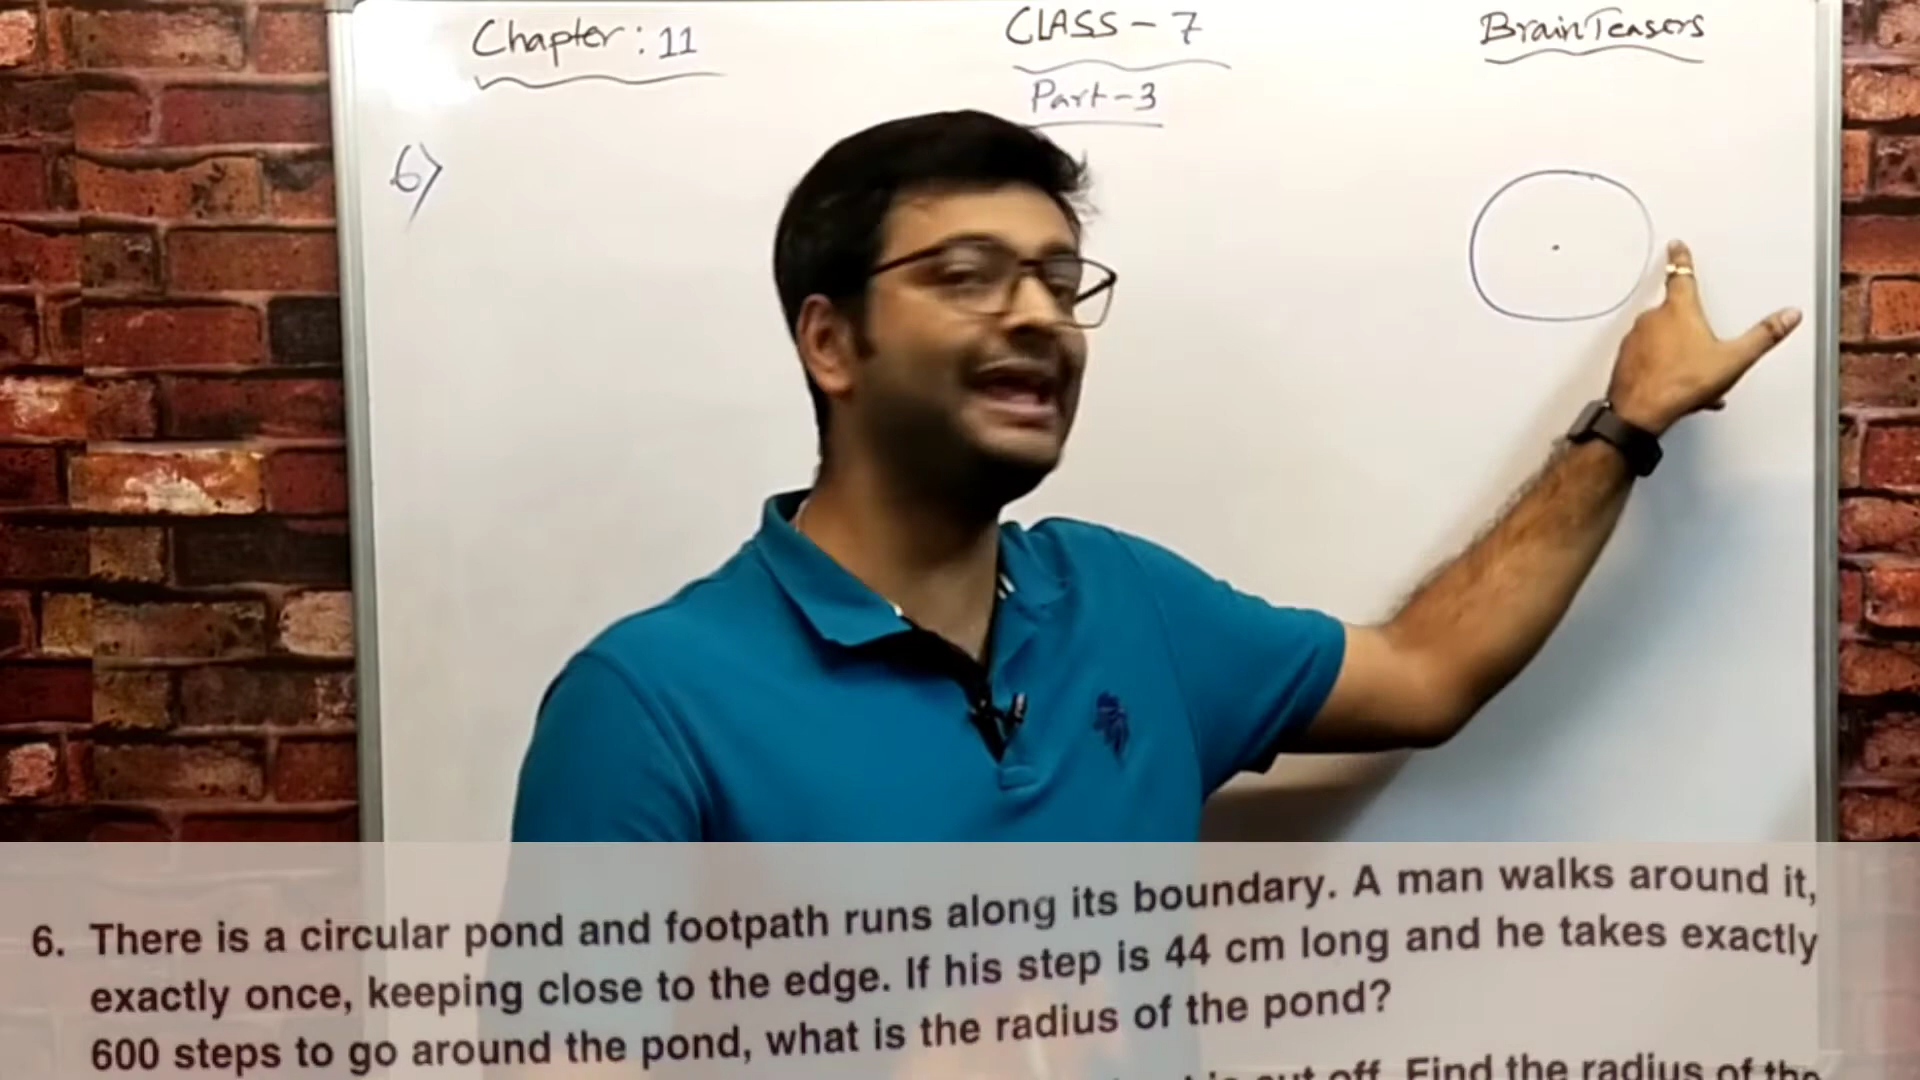 Chapter: 11
CLASS - 7
Brain Teasers
Part-3
6)
6. There is a circular pond and footpath runs along its boundary. A man walks around it,
exactly once, keeping close to the edge. If his step is 44 cm long and he takes exactly
600 steps to go around the pond, what is the radius of the pond?
is cut off. Find the radius of the